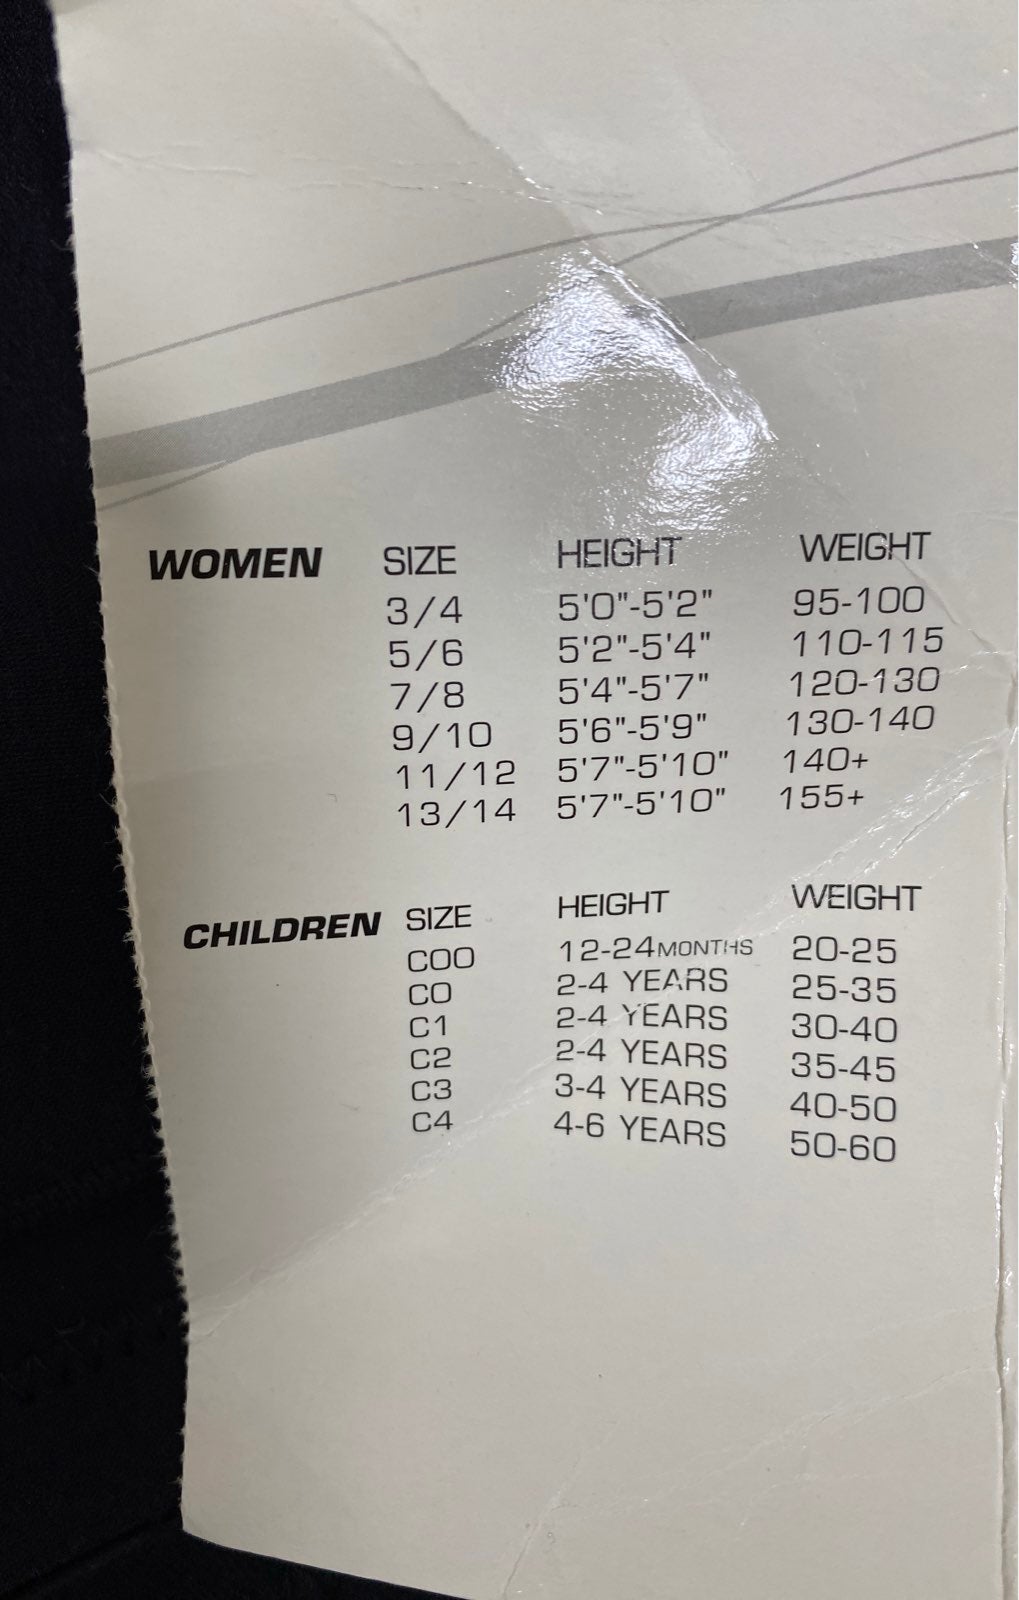 WOMEN SIZE HEIGHT WEIGHT
3/4 5'0"-5'2" 95-100
5/6 5'2"-5'4" 110-115
7/8 5'4"-5'7" 120-130
9/10 5'6"-5'9" 130-140
11/12 5'7"-5'10" 140+
13/14 5'7"-5'10" 155+
CHILDREN SIZE HEIGHT WEIGHT
C00 12-24MONTHS 20-25
C0 2-4 YEARS 25-35
C1 2-4 YEARS 30-40
C2 2-4 YEARS 35-45
C3 3-4 YEARS 40-50
C4 4-6 YEARS 50-60